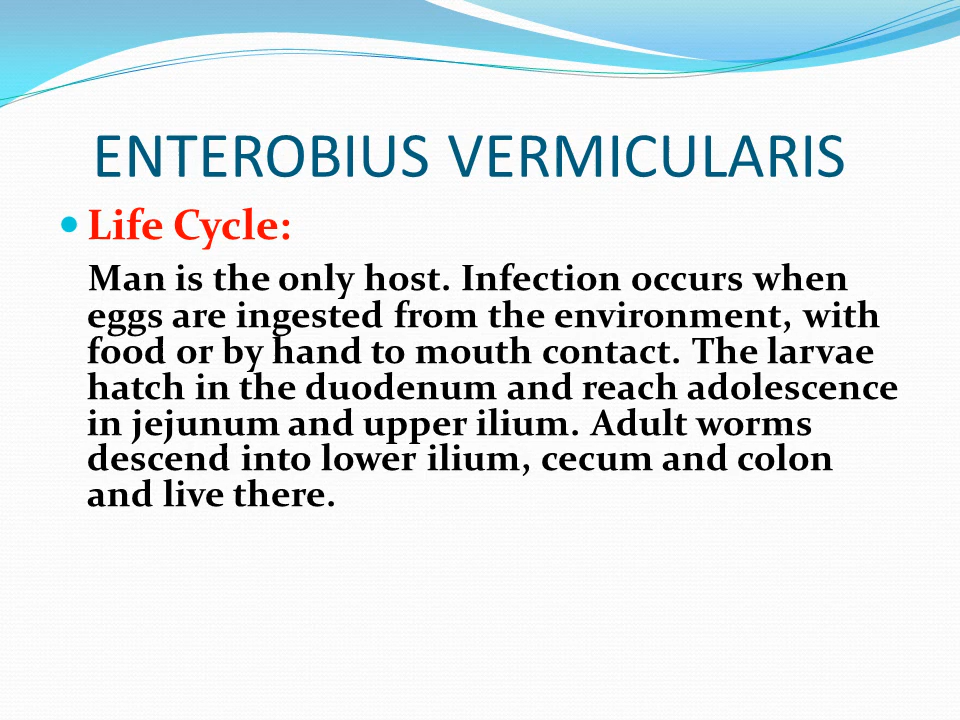 ENTEROBIUS VERMICULARIS
• Life Cycle:
Man is the only host. Infection occurs when
eggs are ingested from the environment, with
food or by hand to mouth contact. The larvae
hatch in the duodenum and reach adolescence
in jejunum and upper ilium. Adult worms
descend into lower ilium, cecum and colon
and live there.